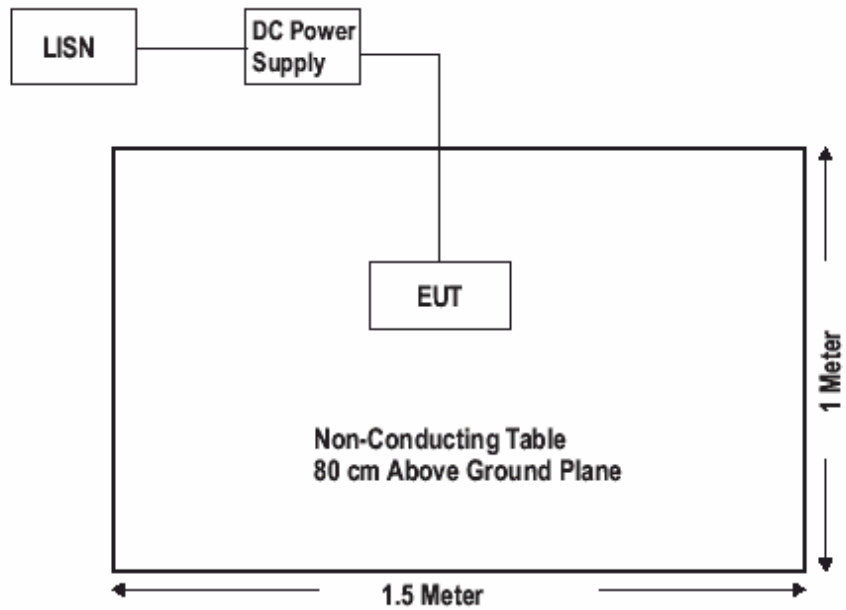 LISN
DC Power
Supply
EUT
Non-Conducting Table
80 cm Above Ground Plane
1 Meter
1.5 Meter